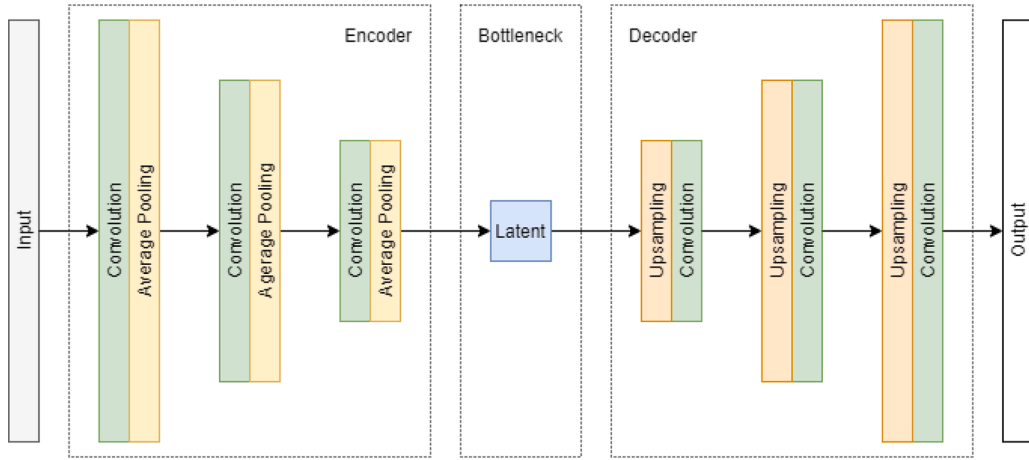 Encoder
Bottleneck
Decoder
Input
Convolution
Average Pooling
Convolution
Agerage Pooling
Convolution
Average Pooling
Latent
Upsampling
Convolution
Upsampling
Convolution
Upsampling
Convolution
Output